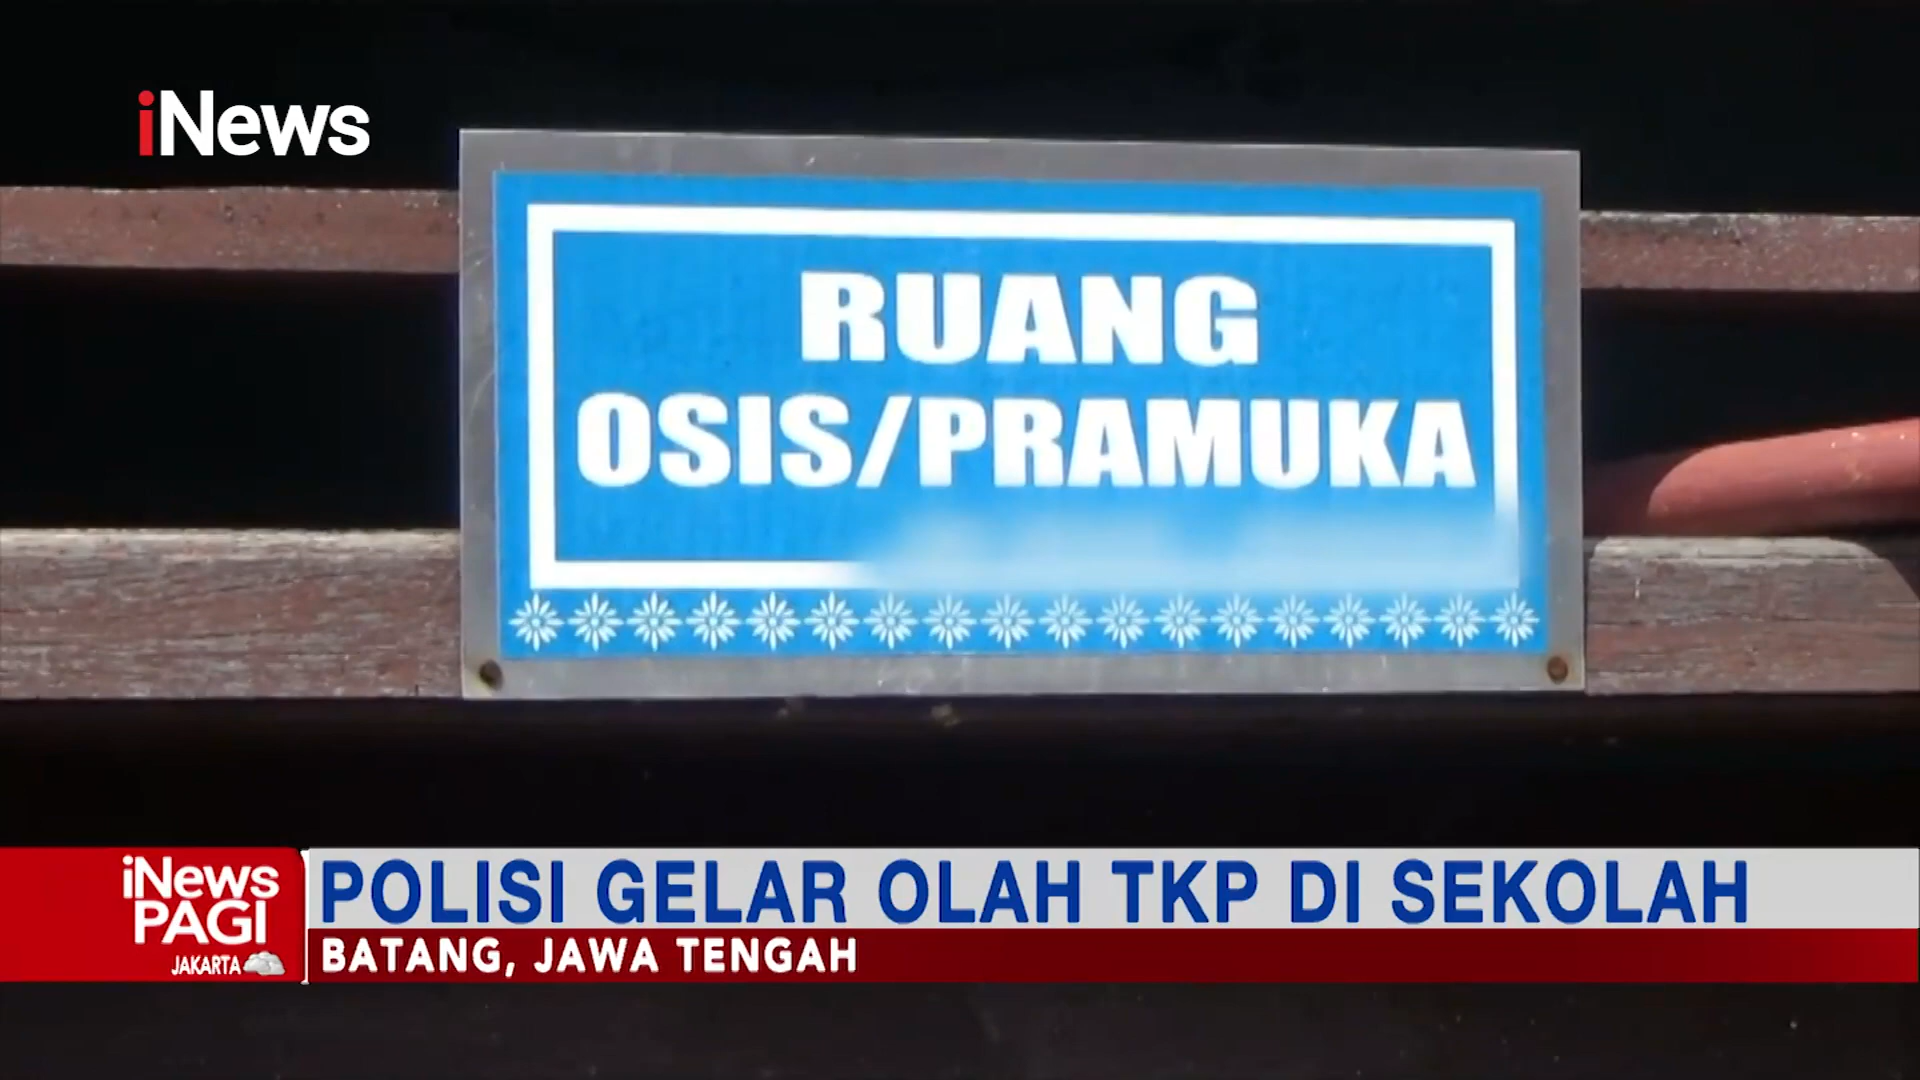 iNews
RUANG
OSIS/PRAMUKA
iNews
PAGI
JAKARTA
POLISI GELAR OLAH TKP DI SEKOLAH
BATANG, JAWA TENGAH